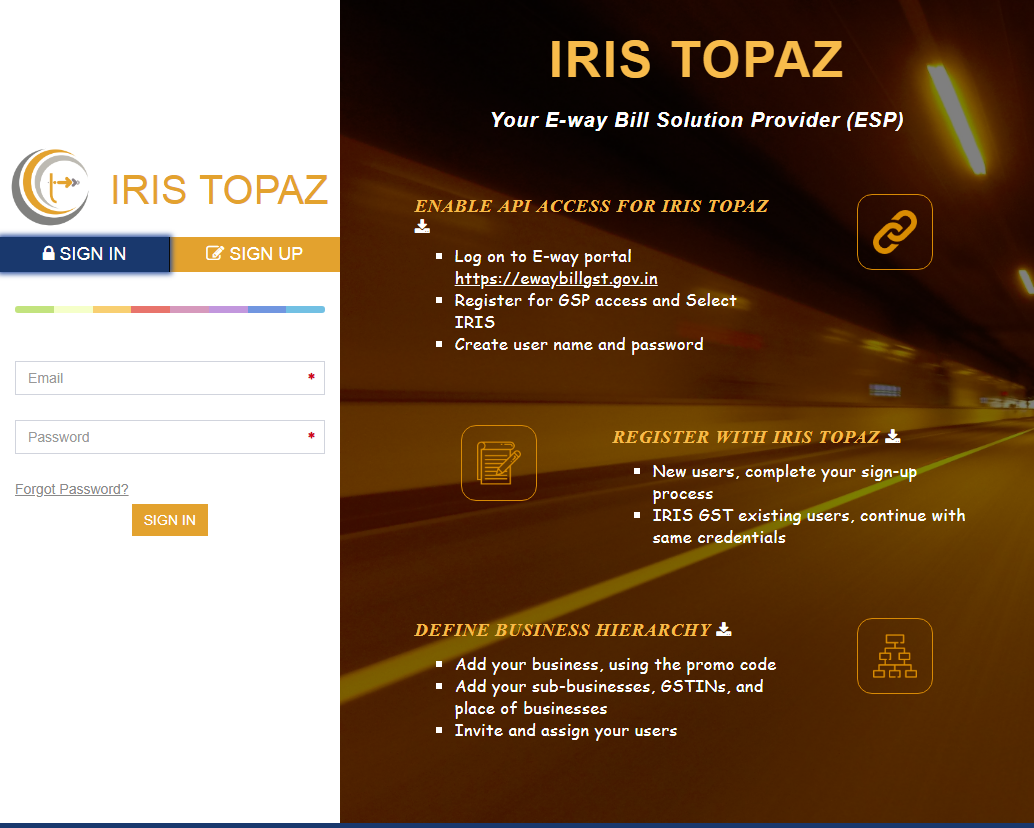 IRIS TOPAZ
SIGN IN
SIGN UP
Email *
Password *
Forgot Password?
SIGN IN
IRIS TOPAZ
Your E-way Bill Solution Provider (ESP)
ENABLE API ACCESS FOR IRIS TOPAZ
Log on to E-way portal
https://ewaybillgst.gov.in
Register for GSP access and Select
IRIS
Create user name and password
REGISTER WITH IRIS TOPAZ
New users, complete your sign-up
process
IRIS GST existing users, continue with
same credentials
DEFINE BUSINESS HIERARCHY
Add your business, using the promo code
Add your sub-businesses, GSTINs, and
place of businesses
Invite and assign your users